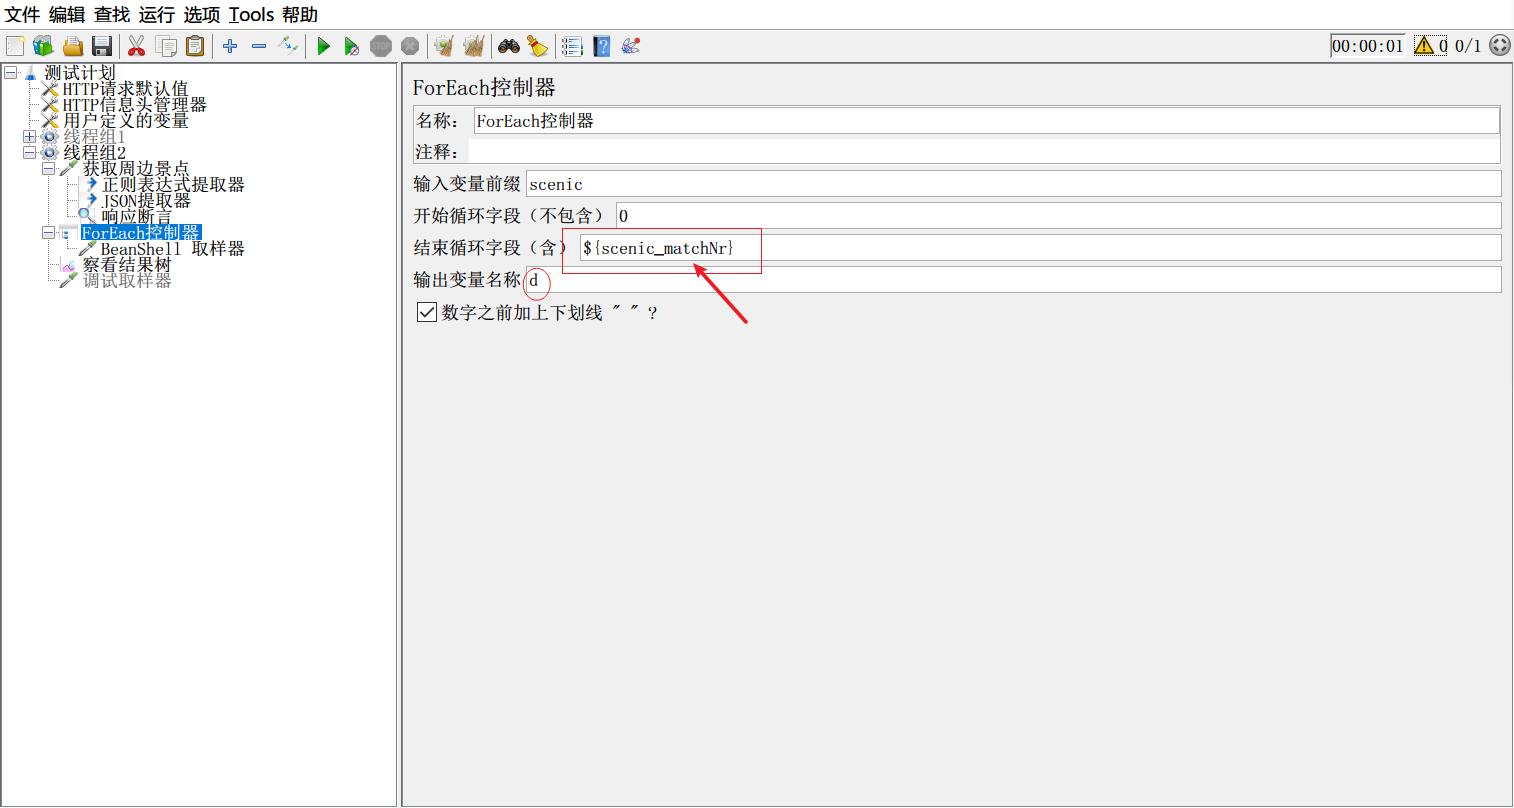 文件 编辑 查找 运行 选项 Tools 帮助
STOP
00:00:01 0 0/1
测试计划
HTTP请求默认值
HTTP信息头管理器
用户定义的变量
线程组1
线程组2
获取周边景点
正则表达式提取器
JSON提取器
响应断言
ForEach控制器
BeanShell 取样器
察看结果树
调试取样器
ForEach控制器
名称： ForEach控制器
注释：
输入变量前缀 scenic
开始循环字段（不包含） 0
结束循环字段（含） ${scenic_matchNr}
输出变量名称 d
数字之前加上下划线 " " ?